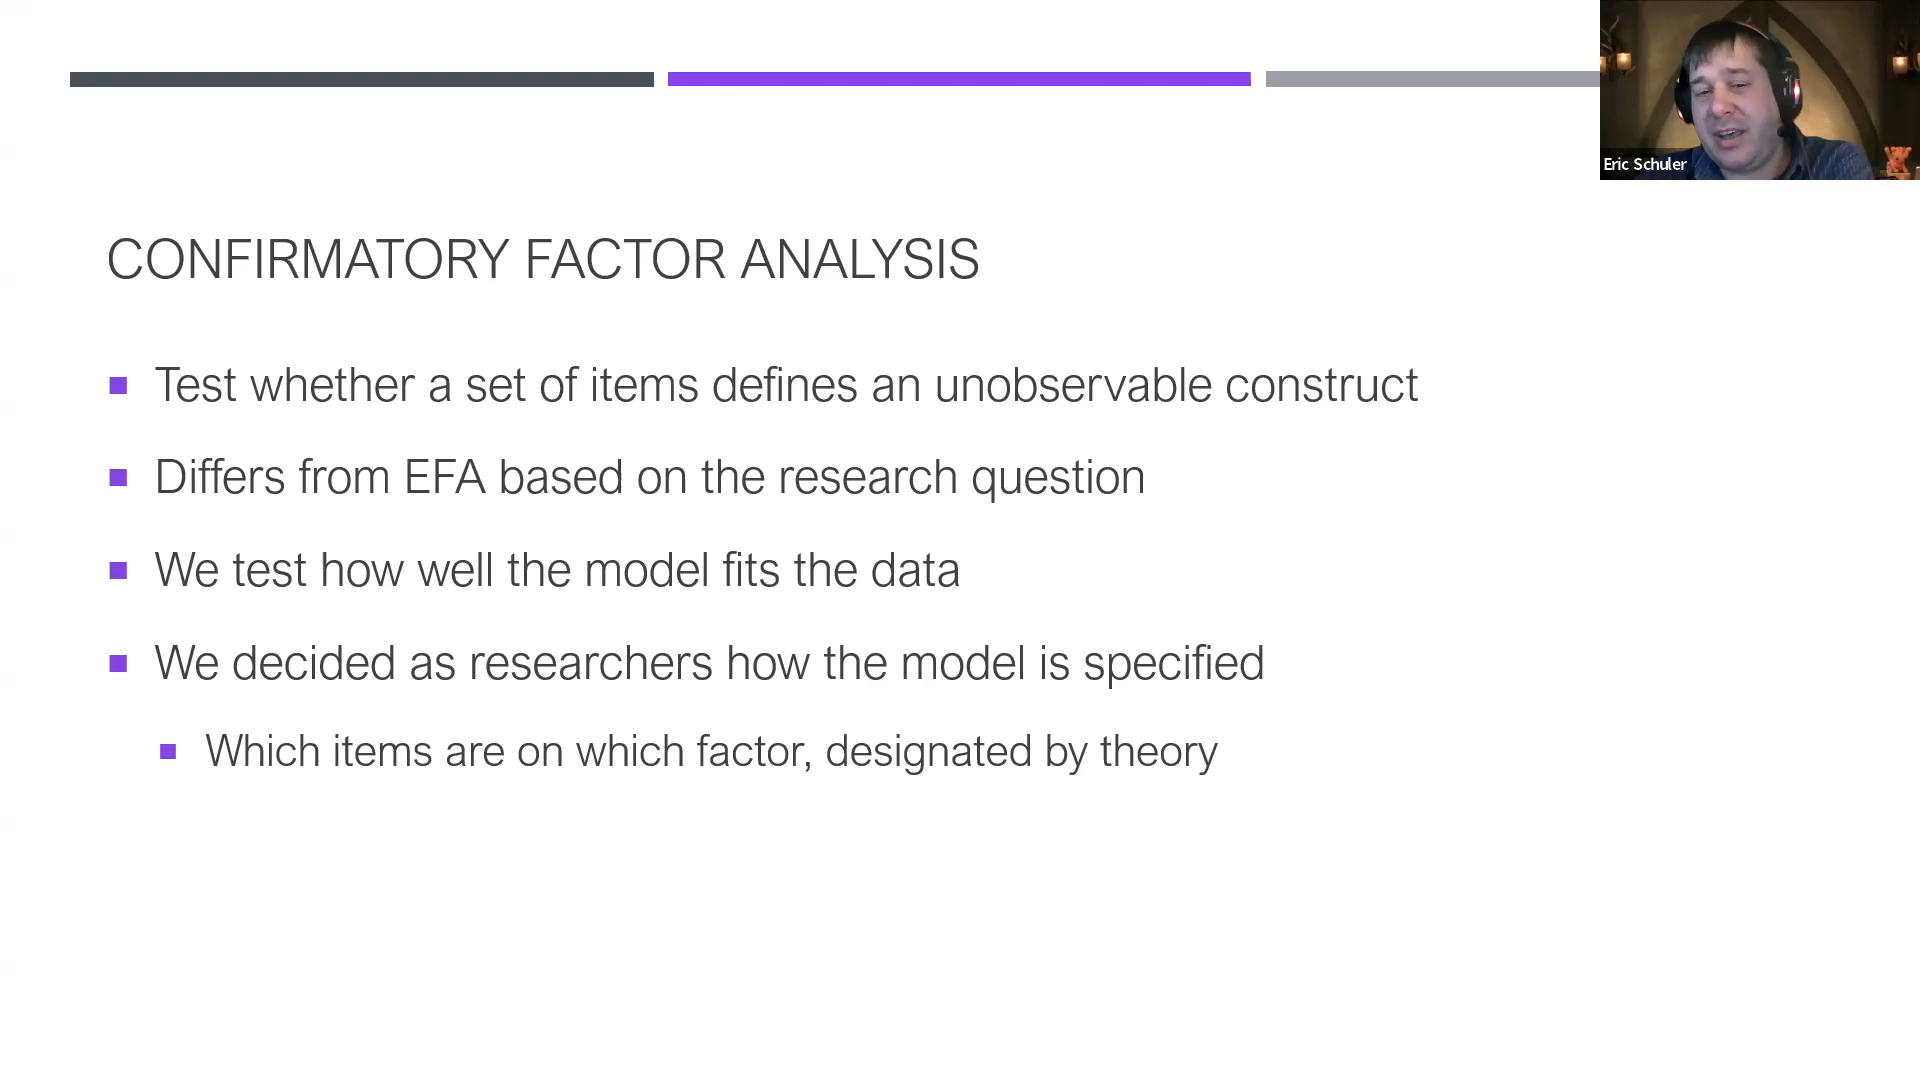 Eric Schuler
CONFIRMATORY FACTOR ANALYSIS
Test whether a set of items defines an unobservable construct
Differs from EFA based on the research question
We test how well the model fits the data
We decided as researchers how the model is specified
Which items are on which factor, designated by theory